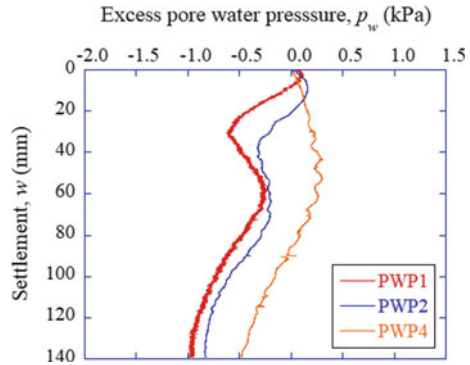 Excess pore water presssure, p_w (kPa)
-2.0 -1.5 -1.0 -0.5 0.0 0.5 1.0 1.5
Settlement, w (mm)
0
20
40
60
80
100
120
140
PWP1
PWP2
PWP4